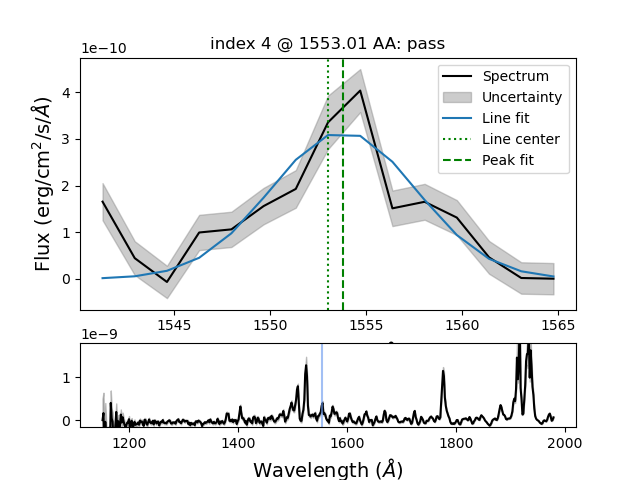 index 4 @ 1553.01 AA: pass
1e−10
Flux (erg/cm²/s/Å)
4
3
2
1
0
Spectrum
Uncertainty
Line fit
Line center
Peak fit
1545
1550
1555
1560
1565
1e−9
1
0
1200
1400
1600
1800
2000
Wavelength (Å)